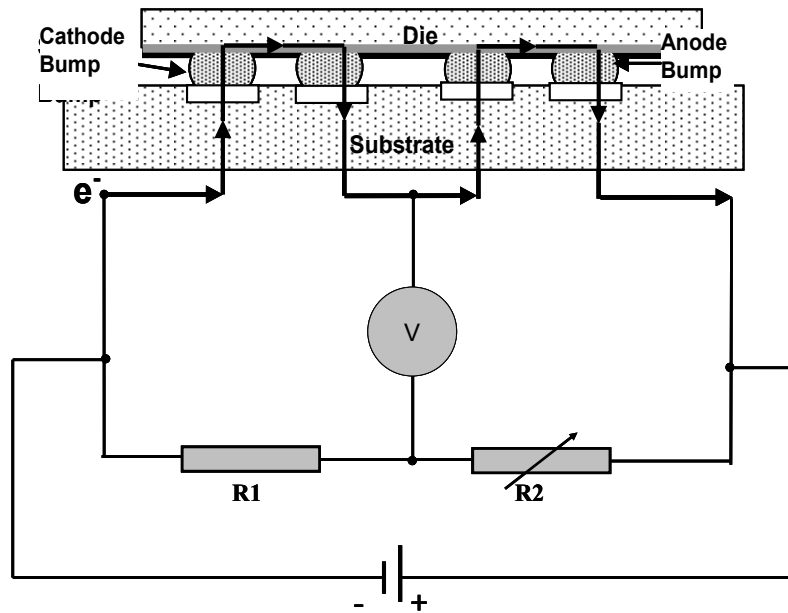 Cathode
Bump
Die
Anode
Bump
Substrate
e-
V
R1
R2
- +